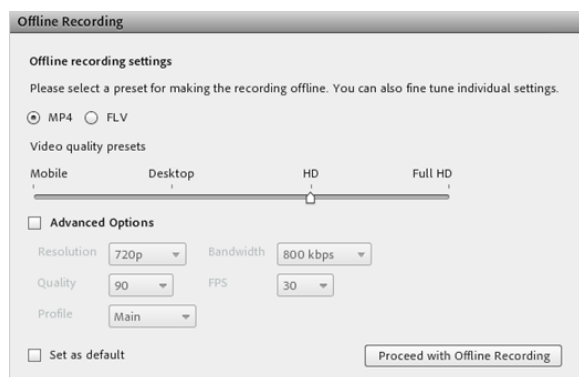 Offline Recording
Offline recording settings
Please select a preset for making the recording offline. You can also fine tune individual settings.
MP4 FLV
Video quality presets
Mobile Desktop HD Full HD
Advanced Options
Resolution 720p Bandwidth 800 kbps
Quality 90 FPS 30
Profile Main
Set as default Proceed with Offline Recording